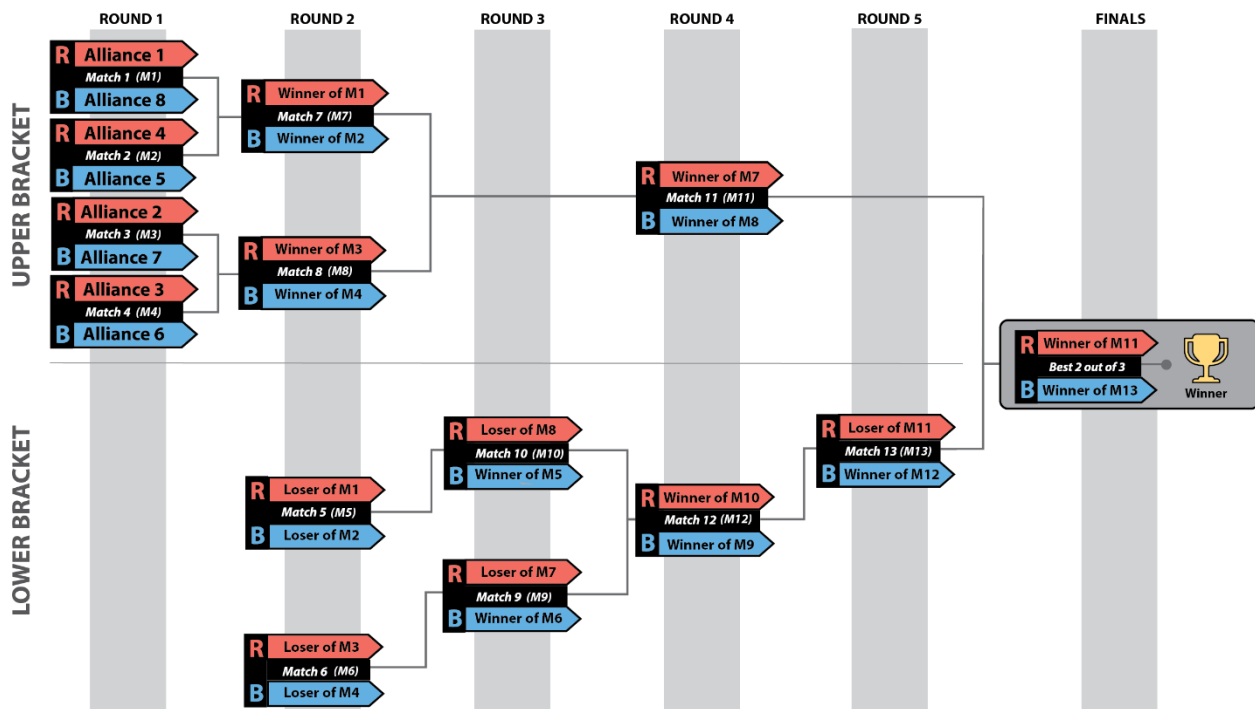 ROUND 1
ROUND 2
ROUND 3
ROUND 4
ROUND 5
FINALS
UPPER BRACKET
R Alliance 1
Match 1 (M1)
B Alliance 8
R Alliance 4
Match 2 (M2)
B Alliance 5
R Alliance 2
Match 3 (M3)
B Alliance 7
R Alliance 3
Match 4 (M4)
B Alliance 6
R Winner of M1
Match 7 (M7)
B Winner of M2
R Winner of M3
Match 8 (M8)
B Winner of M4
R Winner of M7
Match 11 (M11)
B Winner of M8
R Winner of M11
Best 2 out of 3
B Winner of M13
Winner
LOWER BRACKET
R Loser of M1
Match 5 (M5)
B Loser of M2
R Loser of M3
Match 6 (M6)
B Loser of M4
R Loser of M8
Match 10 (M10)
B Winner of M5
R Loser of M7
Match 9 (M9)
B Winner of M6
R Winner of M10
Match 12 (M12)
B Winner of M9
R Loser of M11
Match 13 (M13)
B Winner of M12